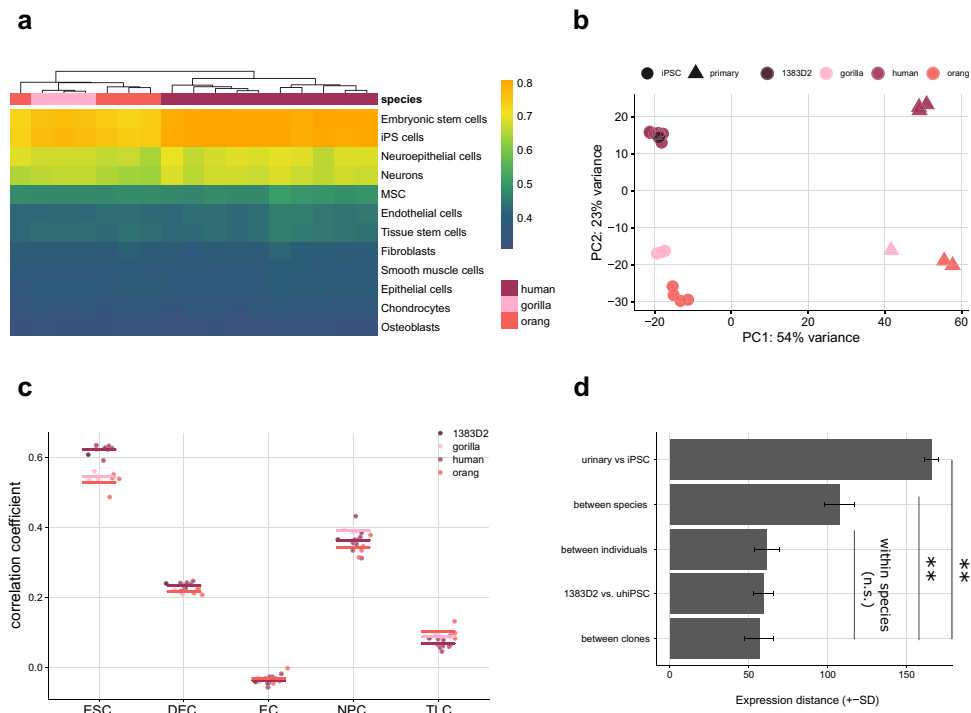 a
species
Embryonic stem cells
iPS cells
Neuroepithelial cells
Neurons
MSC
Endothelial cells
Tissue stem cells
Fibroblasts
Smooth muscle cells
Epithelial cells
Chondrocytes
Osteoblasts
0.8
0.7
0.6
0.5
0.4
human
gorilla
orang
b
iPSC primary 1383D2 gorilla human orang
20
10
0
−10
−20
−30
PC2: 23% variance
−20 0 20 40 60
PC1: 54% variance
c
1383D2
gorilla
human
orang
0.6
0.4
0.2
0.0
correlation coefficient
ESC DEC EC NPC TLC
d
urinary vs iPSC
between species
between individuals
1383D2 vs. uhiPSC
between clones
within species
(n.s.)
**
**
0 50 100 150
Expression distance (+−SD)